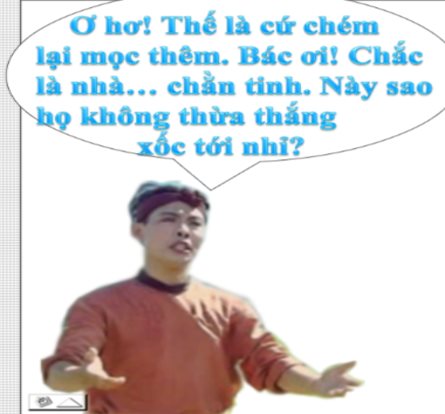 Ơ hơ! Thế là cứ chém
lại mọc thêm. Bác ơi! Chắc
là nhà... chằn tinh. Này sao
họ không thừa thắng
xốc tới nhỉ?